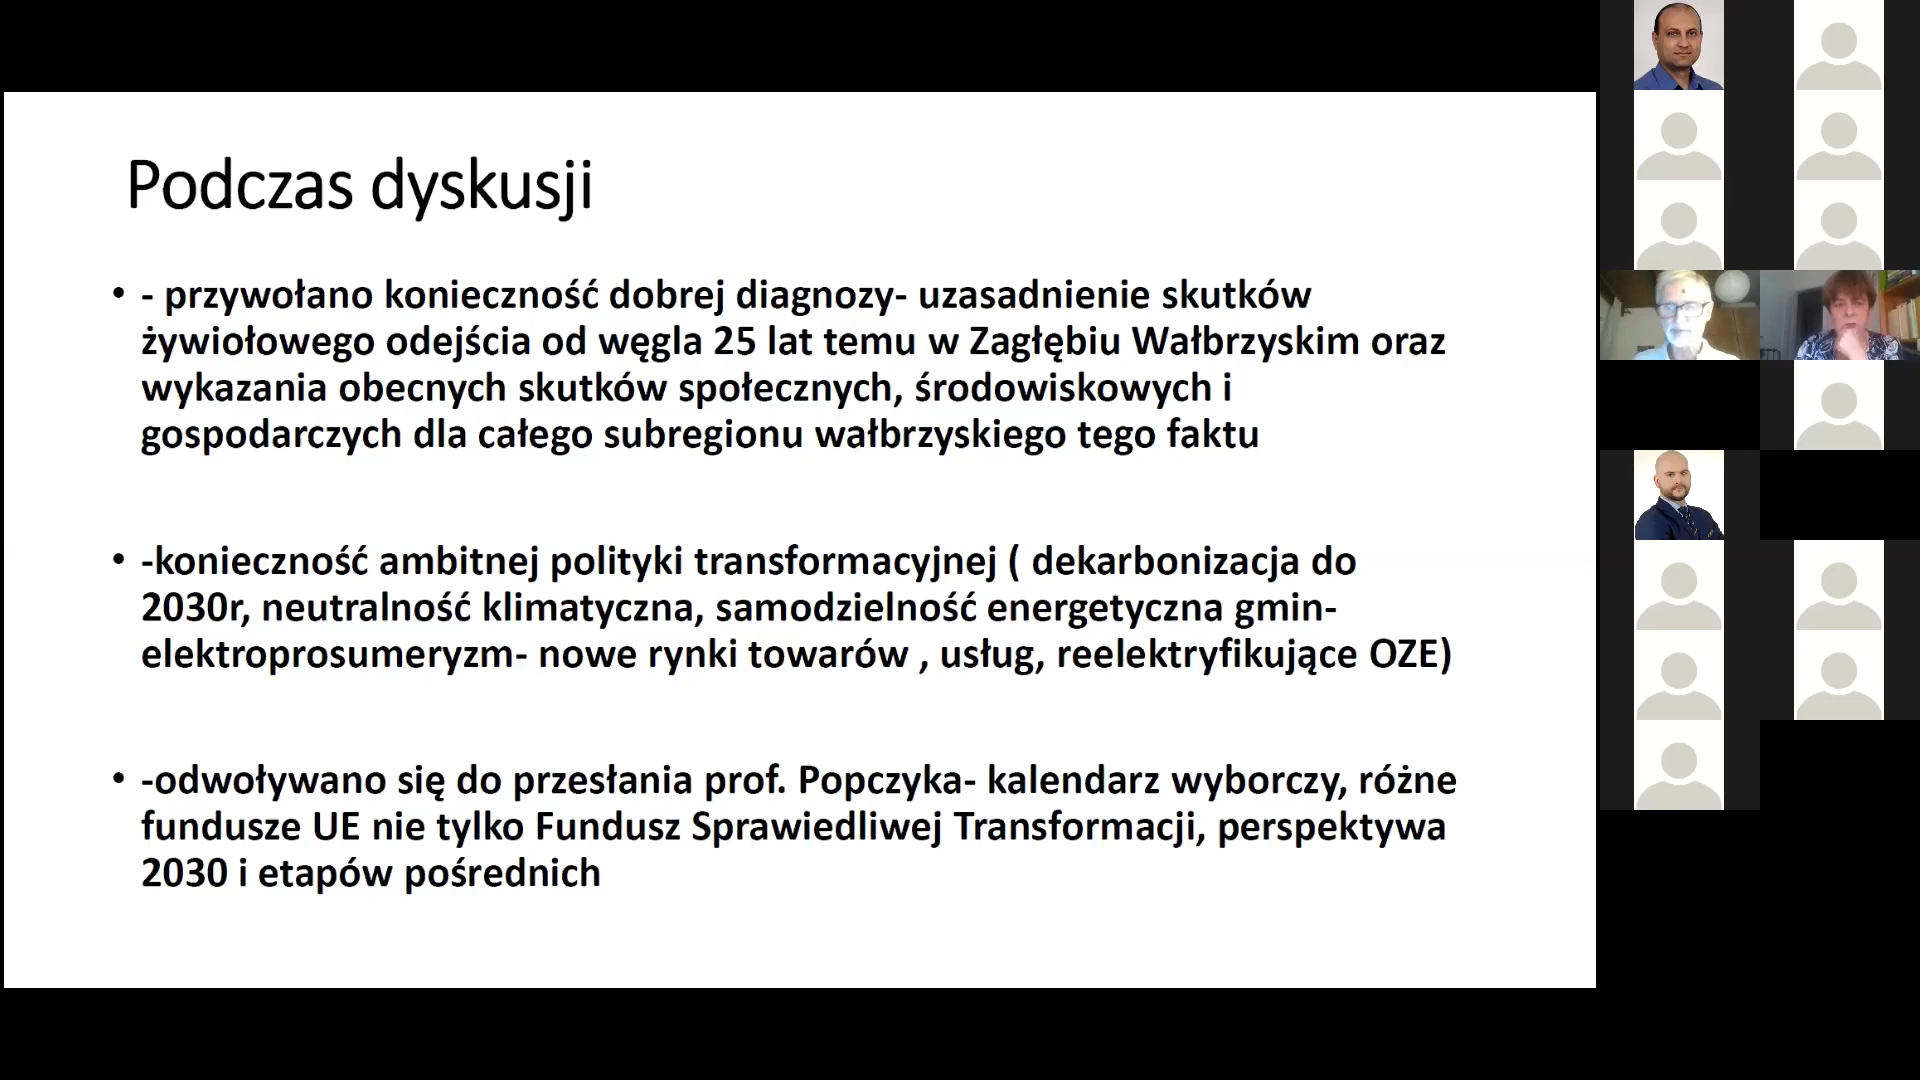 Podczas dyskusji
• - przywołano konieczność dobrej diagnozy- uzasadnienie skutków
żywiołowego odejścia od węgla 25 lat temu w Zagłębiu Wałbrzyskim oraz
wykazania obecnych skutków społecznych, środowiskowych i
gospodarczych dla całego subregionu wałbrzyskiego tego faktu
• -konieczność ambitnej polityki transformacyjnej ( dekarbonizacja do
2030r, neutralność klimatyczna, samodzielność energetyczna gmin-
elektroprosumeryzm- nowe rynki towarów , usług, reelektryfikujące OZE)
• -odwoływano się do przesłania prof. Popczyka- kalendarz wyborczy, różne
fundusze UE nie tylko Fundusz Sprawiedliwej Transformacji, perspektywa
2030 i etapów pośrednich